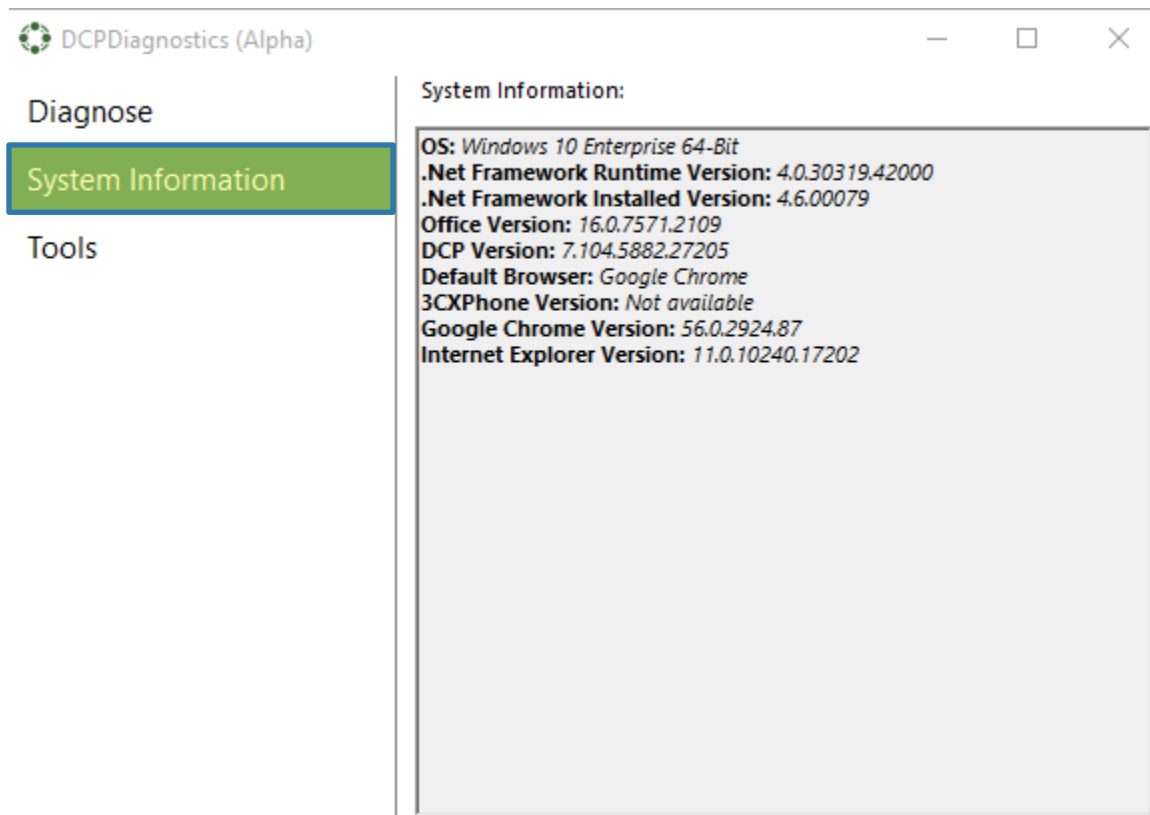 DCPDiagnostics (Alpha)
Diagnose
System Information
Tools
System Information:
OS: Windows 10 Enterprise 64-Bit
.Net Framework Runtime Version: 4.0.30319.42000
.Net Framework Installed Version: 4.6.00079
Office Version: 16.0.7571.2109
DCP Version: 7.104.5882.27205
Default Browser: Google Chrome
3CXPhone Version: Not available
Google Chrome Version: 56.0.2924.87
Internet Explorer Version: 11.0.10240.17202